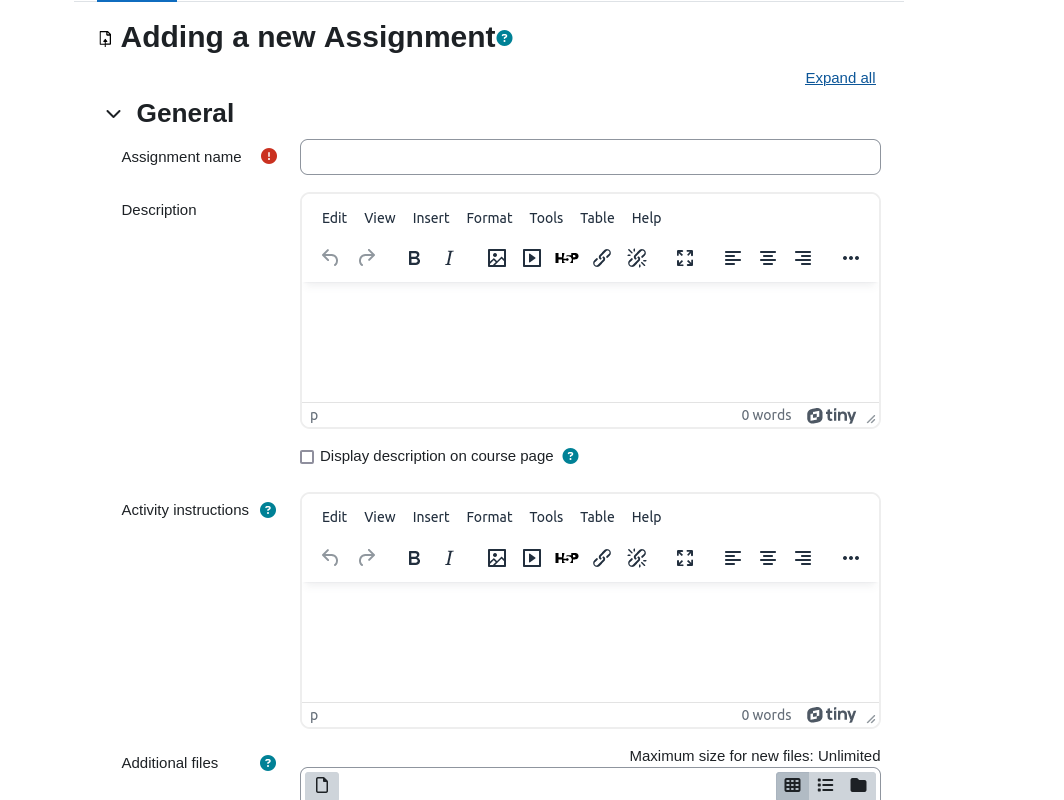 Adding a new Assignment
Expand all
General
Assignment name
Description
Edit View Insert Format Tools Table Help
B I H-P
p 0 words tiny
Display description on course page
Activity instructions
Edit View Insert Format Tools Table Help
B I H-P
p 0 words tiny
Maximum size for new files: Unlimited
Additional files